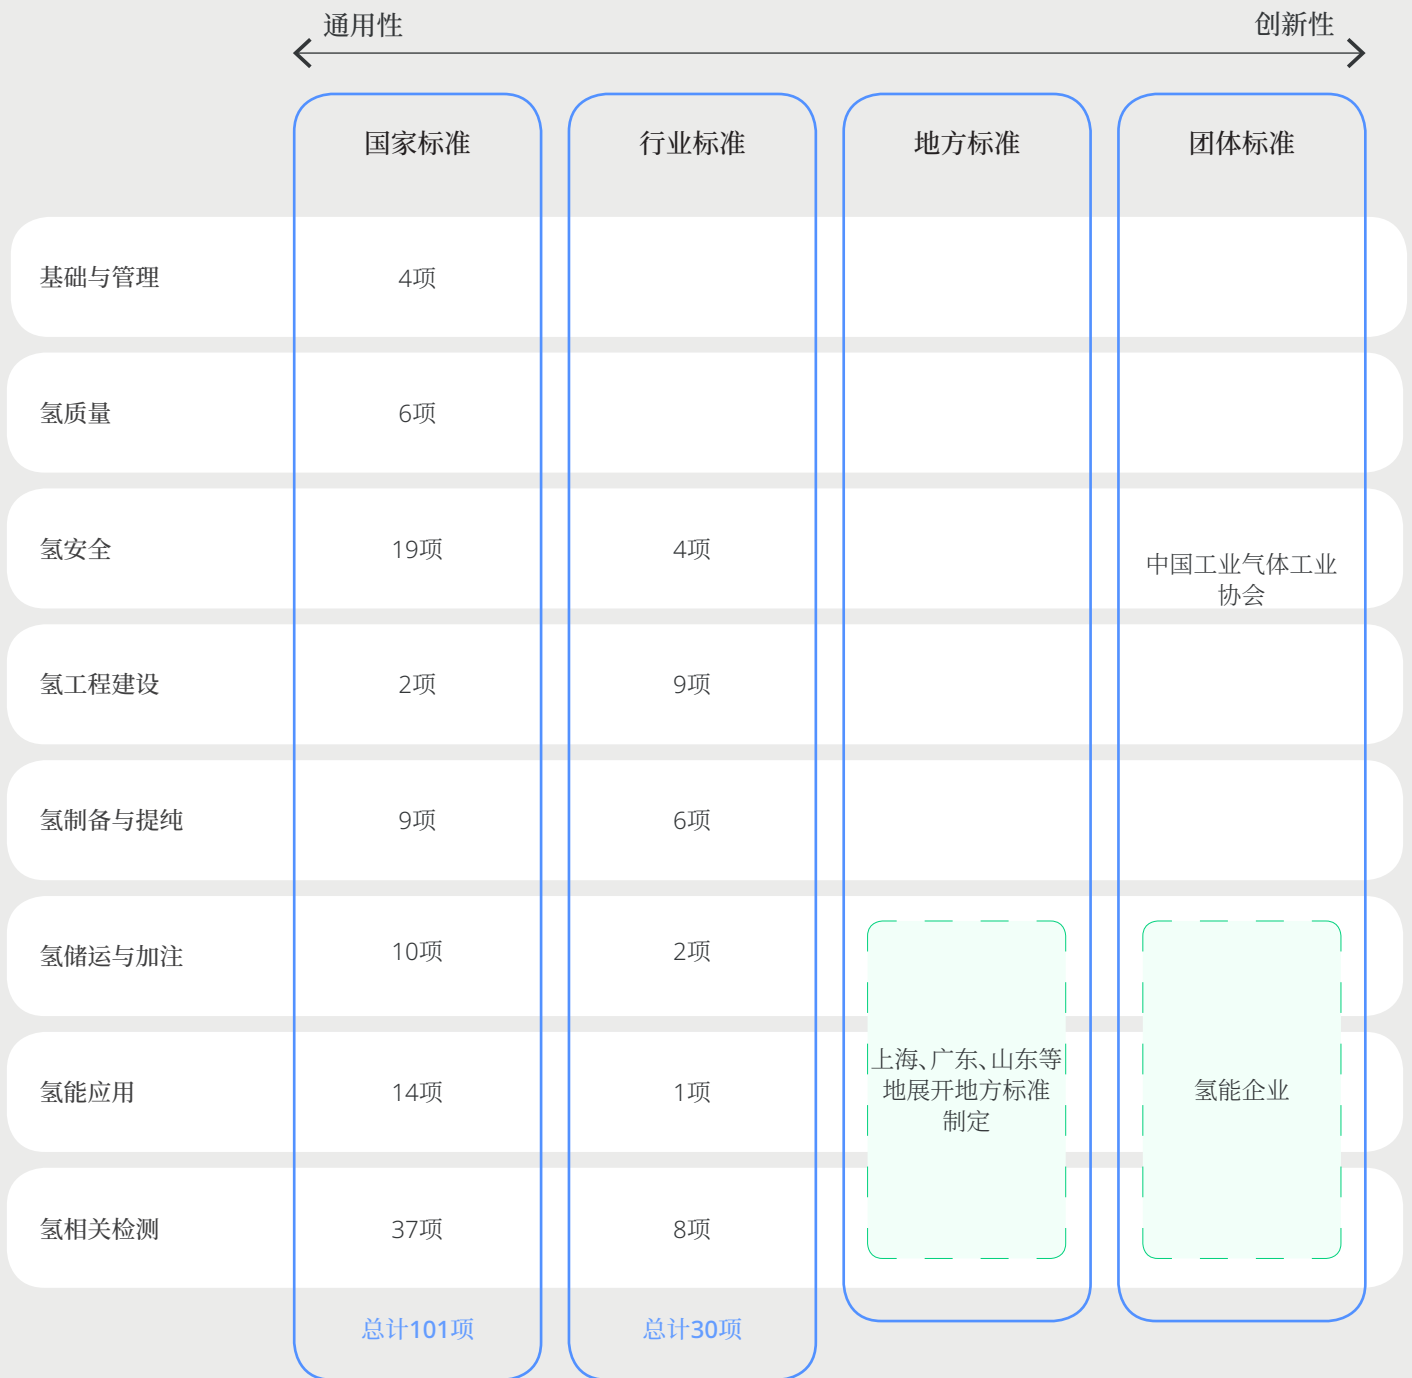 通用性
创新性
国家标准
行业标准
地方标准
团体标准
基础与管理
4项
氢质量
6项
氢安全
19项
4项
中国工业气体工业
协会
氢工程建设
2项
9项
氢制备与提纯
9项
6项
氢储运与加注
10项
2项
上海、广东、山东等
地展开地方标准
制定
氢能企业
氢能应用
14项
1项
氢相关检测
37项
8项
总计101项
总计30项